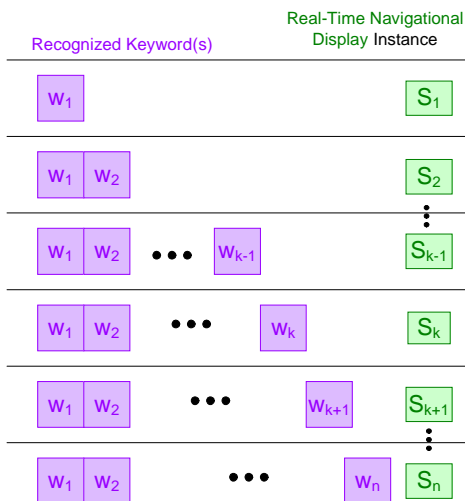 Real-Time Navigational
Recognized Keyword(s) Display Instance
w₁ S₁
w₁ w₂ S₂
w₁ w₂ ••• wₖ₋₁ Sₖ₋₁
w₁ w₂ ••• wₖ Sₖ
w₁ w₂ ••• wₖ₊₁ Sₖ₊₁
w₁ w₂ ••• wₙ Sₙ